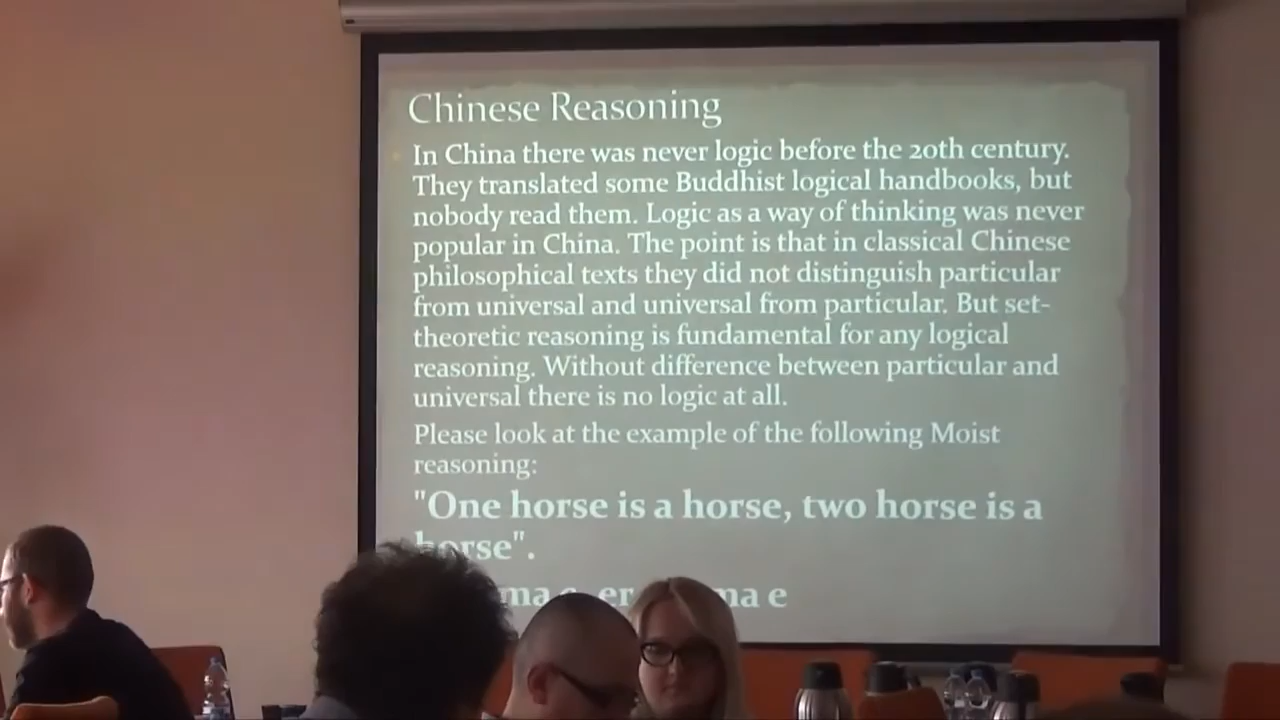 Chinese Reasoning
In China there was never logic before the 20th century.
They translated some Buddhist logical handbooks, but
nobody read them. Logic as a way of thinking was never
popular in China. The point is that in classical Chinese
philosophical texts they did not distinguish particular
from universal and universal from particular. But set-
theoretic reasoning is fundamental for any logical
reasoning. Without difference between particular and
universal there is no logic at all.
Please look at the example of the following Moist
reasoning:
"One horse is a horse, two horse is a
horse".
ma e er ma e